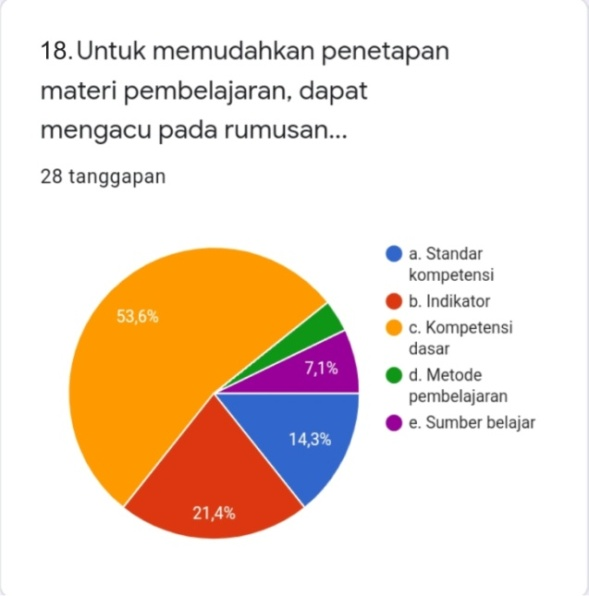 18.Untuk memudahkan penetapan
materi pembelajaran, dapat
mengacu pada rumusan...
28 tanggapan
a. Standar
kompetensi
b. Indikator
c. Kompetensi
dasar
d. Metode
pembelajaran
e. Sumber belajar
53,6%
7,1%
14,3%
21,4%